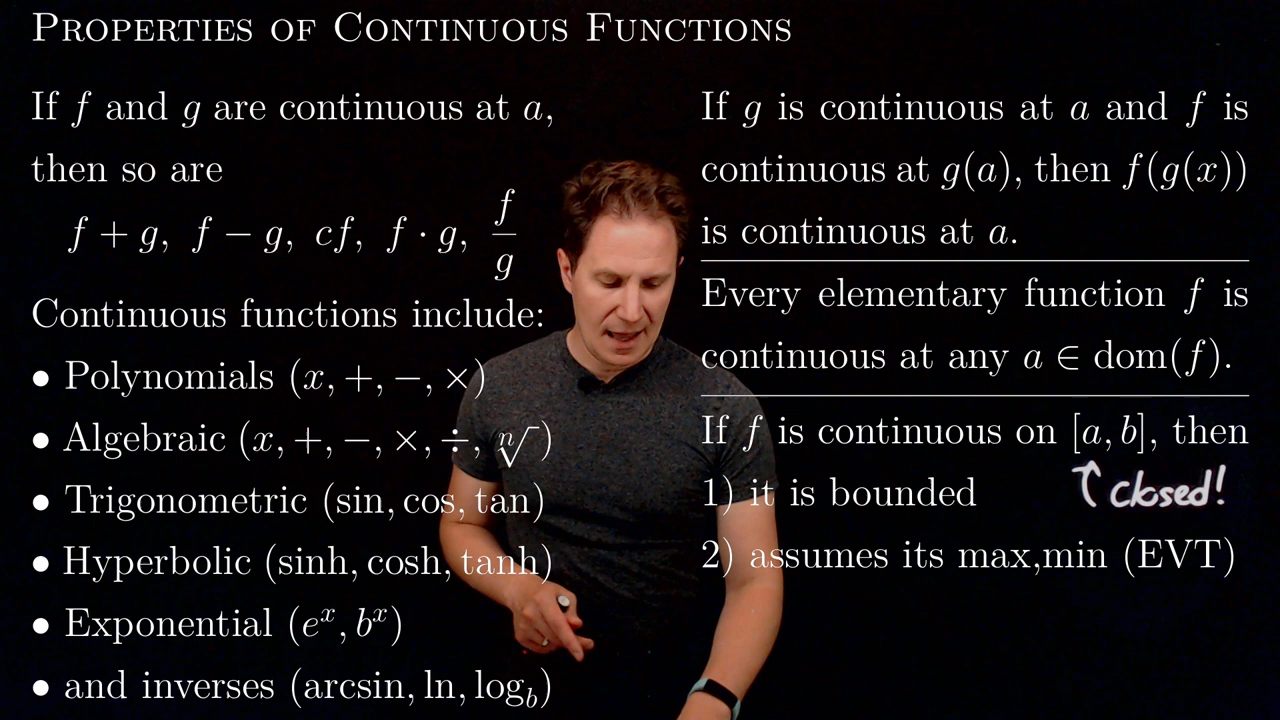 Properties of Continuous Functions
If f and g are continuous at a,
then so are
f + g, f − g, cf, f · g, f/g
Continuous functions include:
• Polynomials (x, +, −, ×)
• Algebraic (x, +, −, ×, ÷, ⁿ√)
• Trigonometric (sin, cos, tan)
• Hyperbolic (sinh, cosh, tanh)
• Exponential (eˣ, bˣ)
• and inverses (arcsin, ln, log_b)
If g is continuous at a and f is
continuous at g(a), then f(g(x))
is continuous at a.
Every elementary function f is
continuous at any a ∈ dom(f).
If f is continuous on [a, b], then
↑ closed!
1) it is bounded
2) assumes its max,min (EVT)